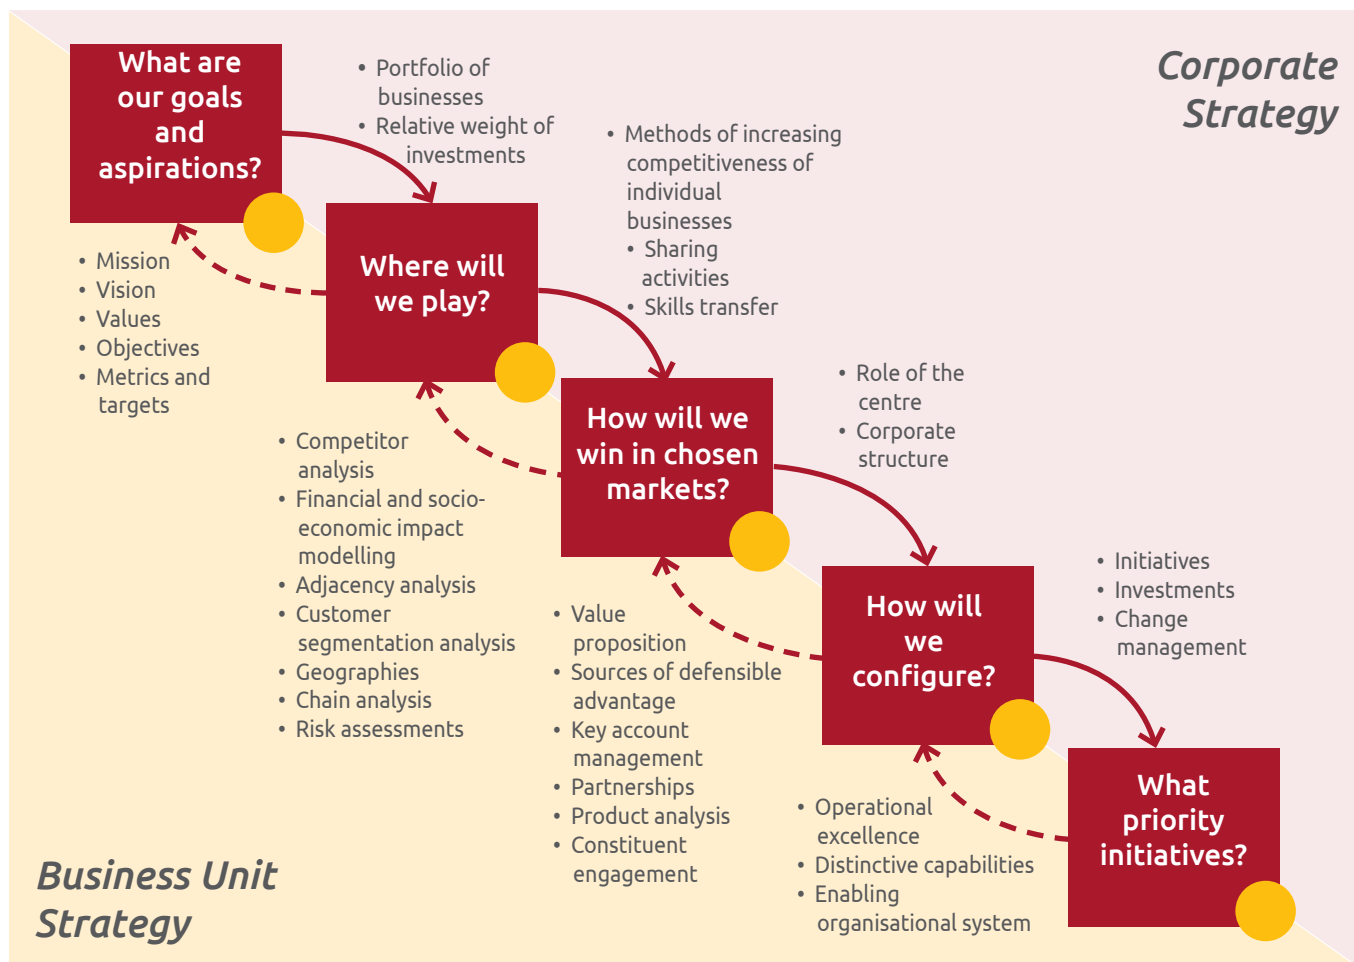 What are
our goals
and
aspirations?
• Portfolio of
businesses
• Relative weight of
investments
Corporate
Strategy
• Methods of increasing
competitiveness of
individual
businesses
• Sharing
activities
• Skills transfer
• Mission
• Vision
• Values
• Objectives
• Metrics and
targets
Where will
we play?
• Role of the
centre
• Corporate
structure
• Competitor
analysis
• Financial and socio-
economic impact
modelling
• Adjacency analysis
• Customer
segmentation analysis
• Geographies
• Chain analysis
• Risk assessments
How will we
win in chosen
markets?
• Initiatives
• Investments
• Change
management
• Value
proposition
• Sources of defensible
advantage
• Key account
management
• Partnerships
• Product analysis
• Constituent
engagement
How will
we
configure?
• Operational
excellence
• Distinctive capabilities
• Enabling
organisational system
What
priority
initiatives?
Business Unit
Strategy